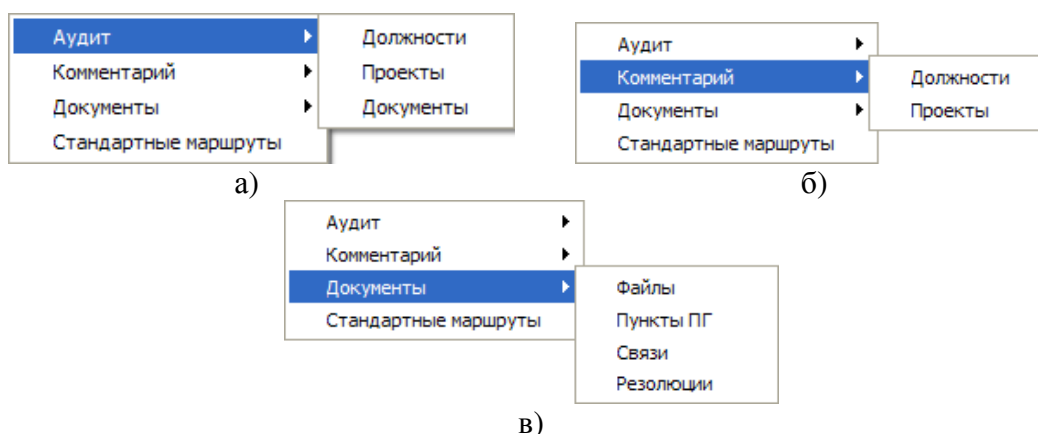 Аудит
Комментарий
Документы
Стандартные маршруты
Должности
Проекты
Документы
а)
Аудит
Комментарий
Документы
Стандартные маршруты
Должности
Проекты
б)
Аудит
Комментарий
Документы
Стандартные маршруты
Файлы
Пункты ПГ
Связи
Резолюции
в)